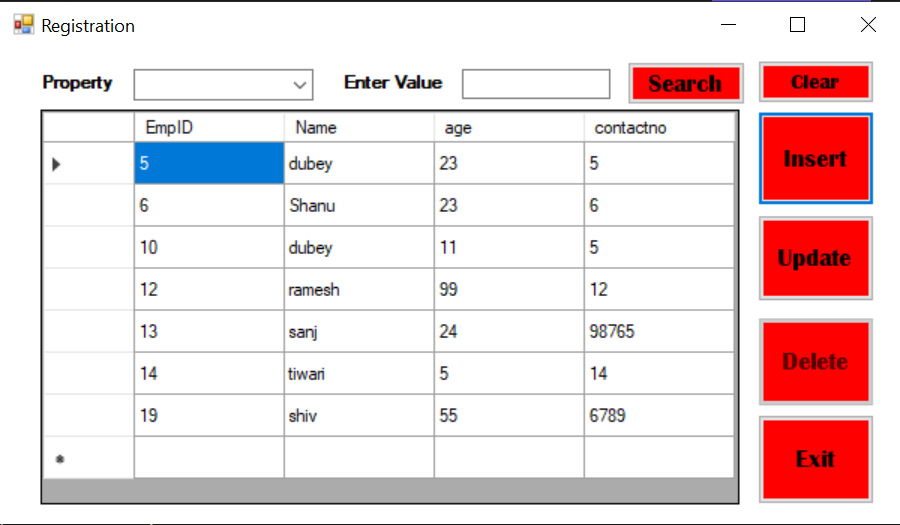 Registration
Property Enter Value Search Clear
EmpID Name age contactno
5 dubey 23 5
Insert
6 Shanu 23 6
10 dubey 11 5
Update
12 ramesh 99 12
13 sanj 24 98765
Delete
14 tiwari 5 14
19 shiv 55 6789
* Exit